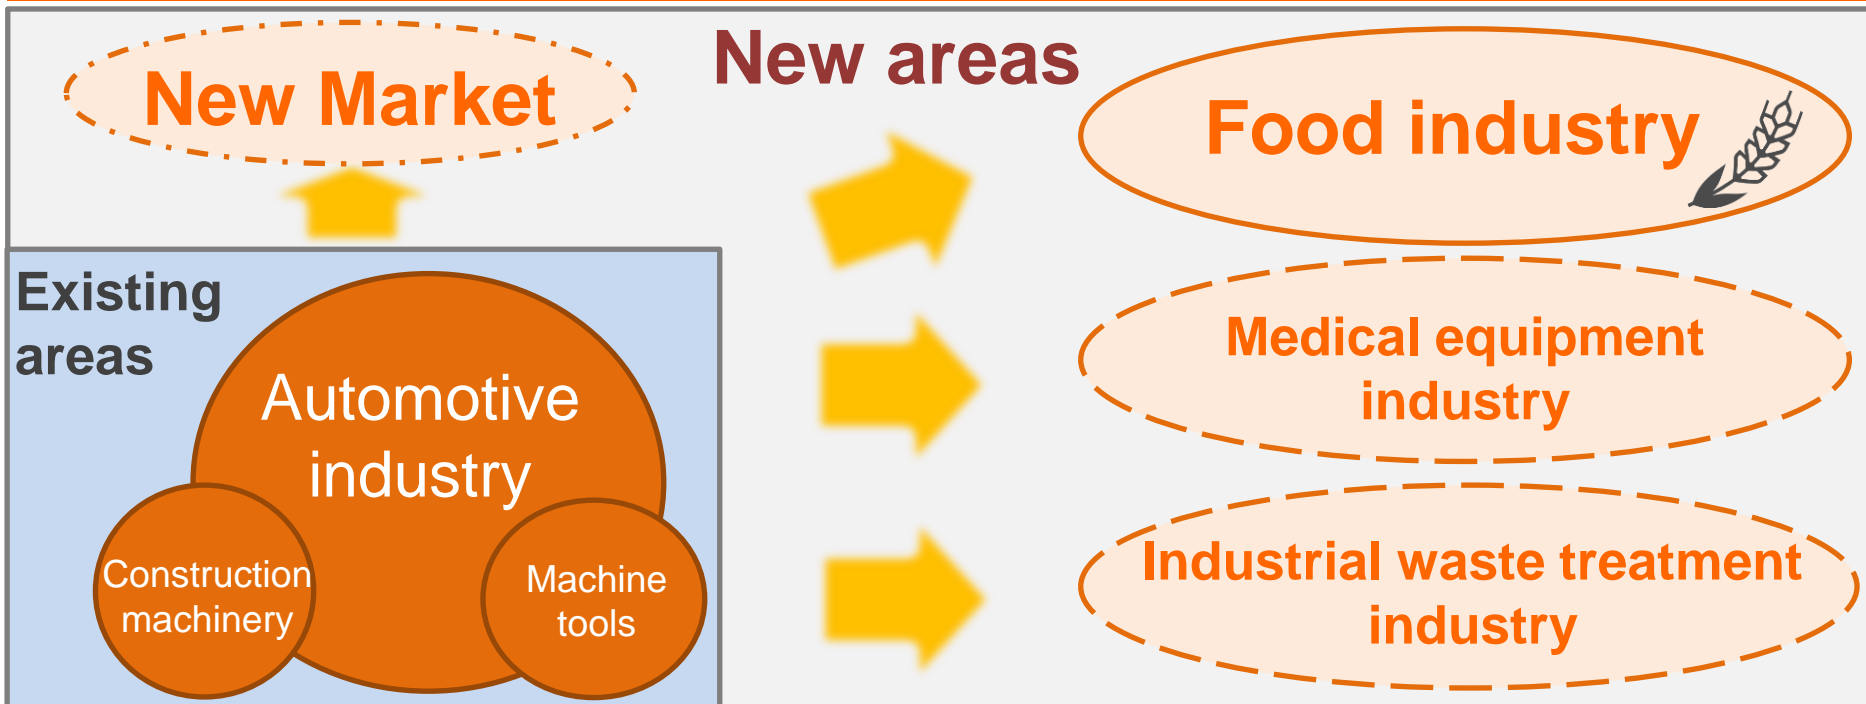 New Market
New areas
Food industry
Existing
areas
Automotive
industry
Construction
machinery
Machine
tools
Medical equipment
industry
Industrial waste treatment
industry